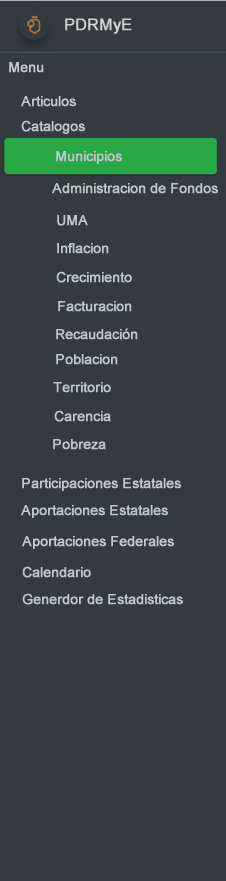 PDRMyE
Menu
Articulos
Catalogos
Municipios
Administracion de Fondos
UMA
Inflacion
Crecimiento
Facturacion
Recaudación
Poblacion
Territorio
Carencia
Pobreza
Participaciones Estatales
Aportaciones Estatales
Aportaciones Federales
Calendario
Generdor de Estadisticas